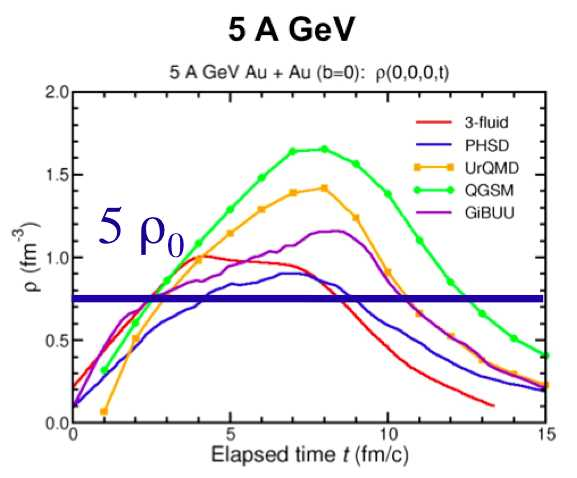 5 A GeV
5 A GeV Au + Au (b=0): ρ(0,0,0,t)
2.0
1.5
1.0
0.5
0.0
ρ (fm⁻³)
5 ρ₀
3-fluid
PHSD
UrQMD
QGSM
GiBUU
0 5 10 15
Elapsed time t (fm/c)